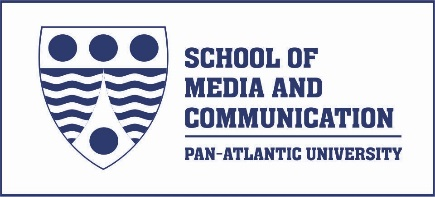 SCHOOL OF
MEDIA AND
COMMUNICATION
PAN-ATLANTIC UNIVERSITY